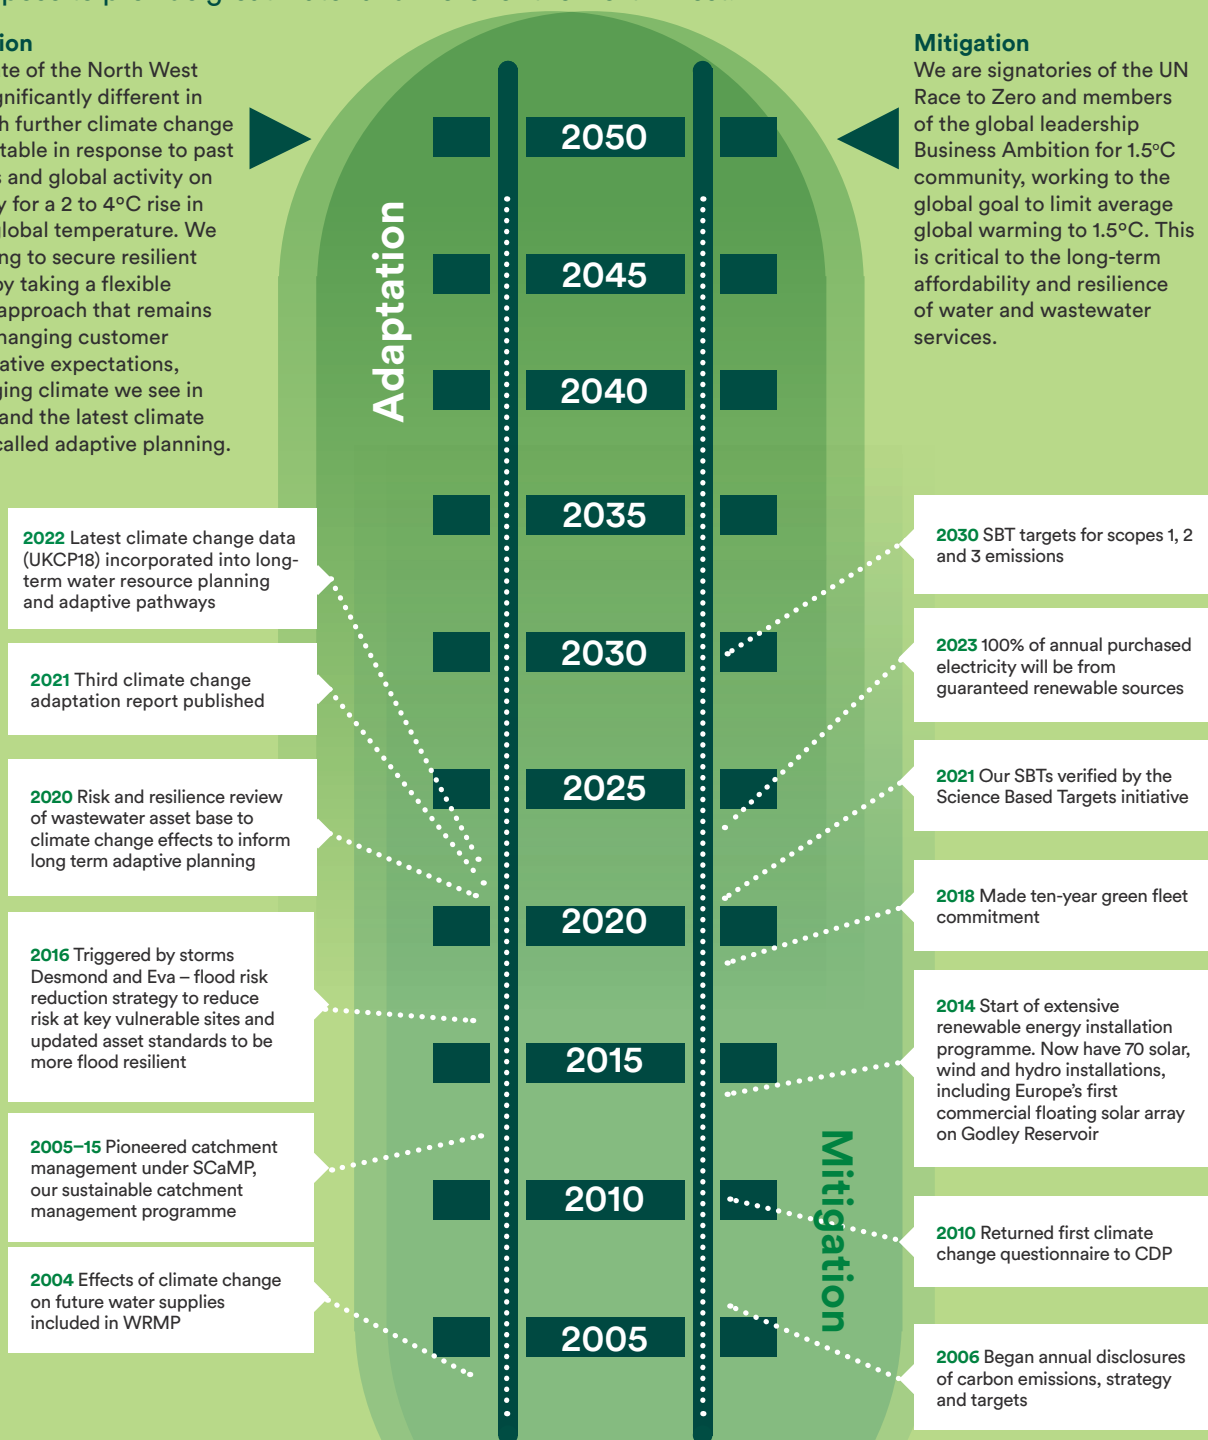 Mitigation
te of the North West
gnificantly different in
h further climate change
table in response to past
s and global activity on
y for a 2 to 4ºC rise in
global temperature. We
ng to secure resilient
by taking a flexible
approach that remains
hanging customer
ative expectations,
ging climate we see in
and the latest climate
called adaptive planning.
We are signatories of the UN
Race to Zero and members
of the global leadership
Business Ambition for 1.5ºC
community, working to the
global goal to limit average
global warming to 1.5ºC. This
is critical to the long-term
affordability and resilience
of water and wastewater
services.
Adaptation
2050
2045
2040
2035
2030
2025
2020
2015
2010
2005
Mitigation
2022 Latest climate change data
(UKCP18) incorporated into long-
term water resource planning
and adaptive pathways
2021 Third climate change
adaptation report published
2020 Risk and resilience review
of wastewater asset base to
climate change effects to inform
long term adaptive planning
2016 Triggered by storms
Desmond and Eva – flood risk
reduction strategy to reduce
risk at key vulnerable sites and
updated asset standards to be
more flood resilient
2005–15 Pioneered catchment
management under SCaMP,
our sustainable catchment
management programme
2004 Effects of climate change
on future water supplies
included in WRMP
2030 SBT targets for scopes 1, 2
and 3 emissions
2023 100% of annual purchased
electricity will be from
guaranteed renewable sources
2021 Our SBTs verified by the
Science Based Targets initiative
2018 Made ten-year green fleet
commitment
2014 Start of extensive
renewable energy installation
programme. Now have 70 solar,
wind and hydro installations,
including Europe's first
commercial floating solar array
on Godley Reservoir
2010 Returned first climate
change questionnaire to CDP
2006 Began annual disclosures
of carbon emissions, strategy
and targets